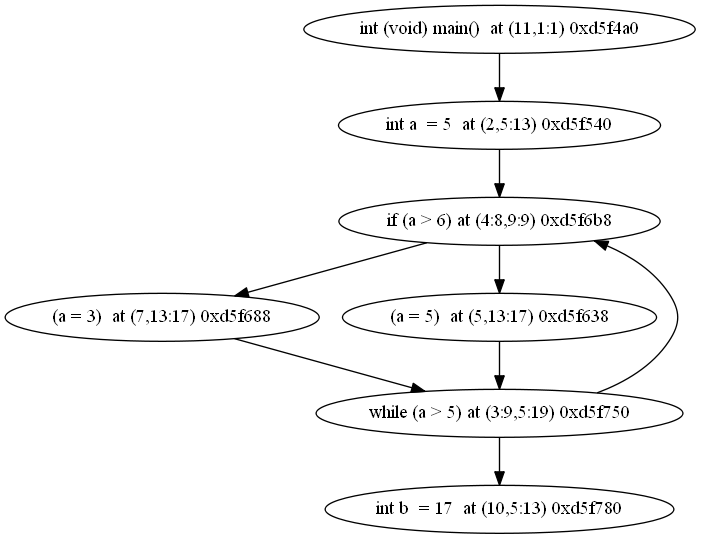 int (void) main()  at (11,1:1) 0xd5f4a0
int a  = 5  at (2,5:13) 0xd5f540
if (a > 6) at (4:8,9:9) 0xd5f6b8
(a = 3)  at (7,13:17) 0xd5f688
(a = 5)  at (5,13:17) 0xd5f638
while (a > 5) at (3:9,5:19) 0xd5f750
int b  = 17  at (10,5:13) 0xd5f780